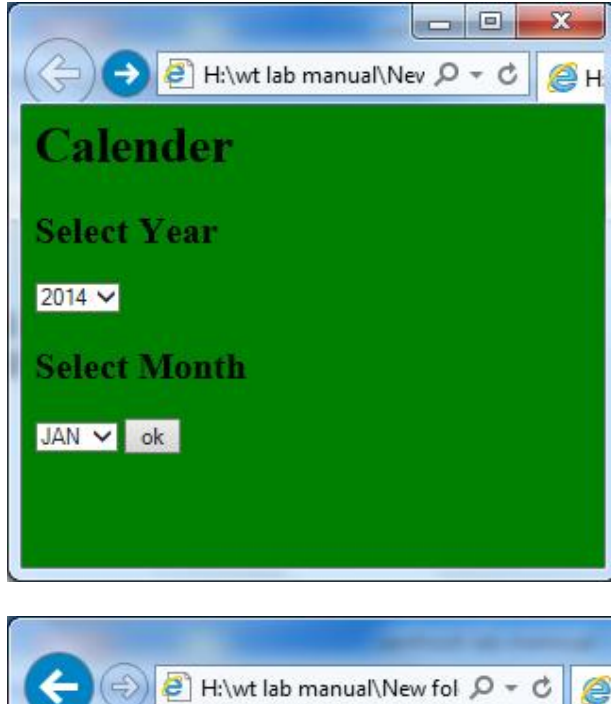 H:\wt lab manual\Nev
H:
Calender
Select Year
2014
Select Month
JAN ok
H:\wt lab manual\New fol